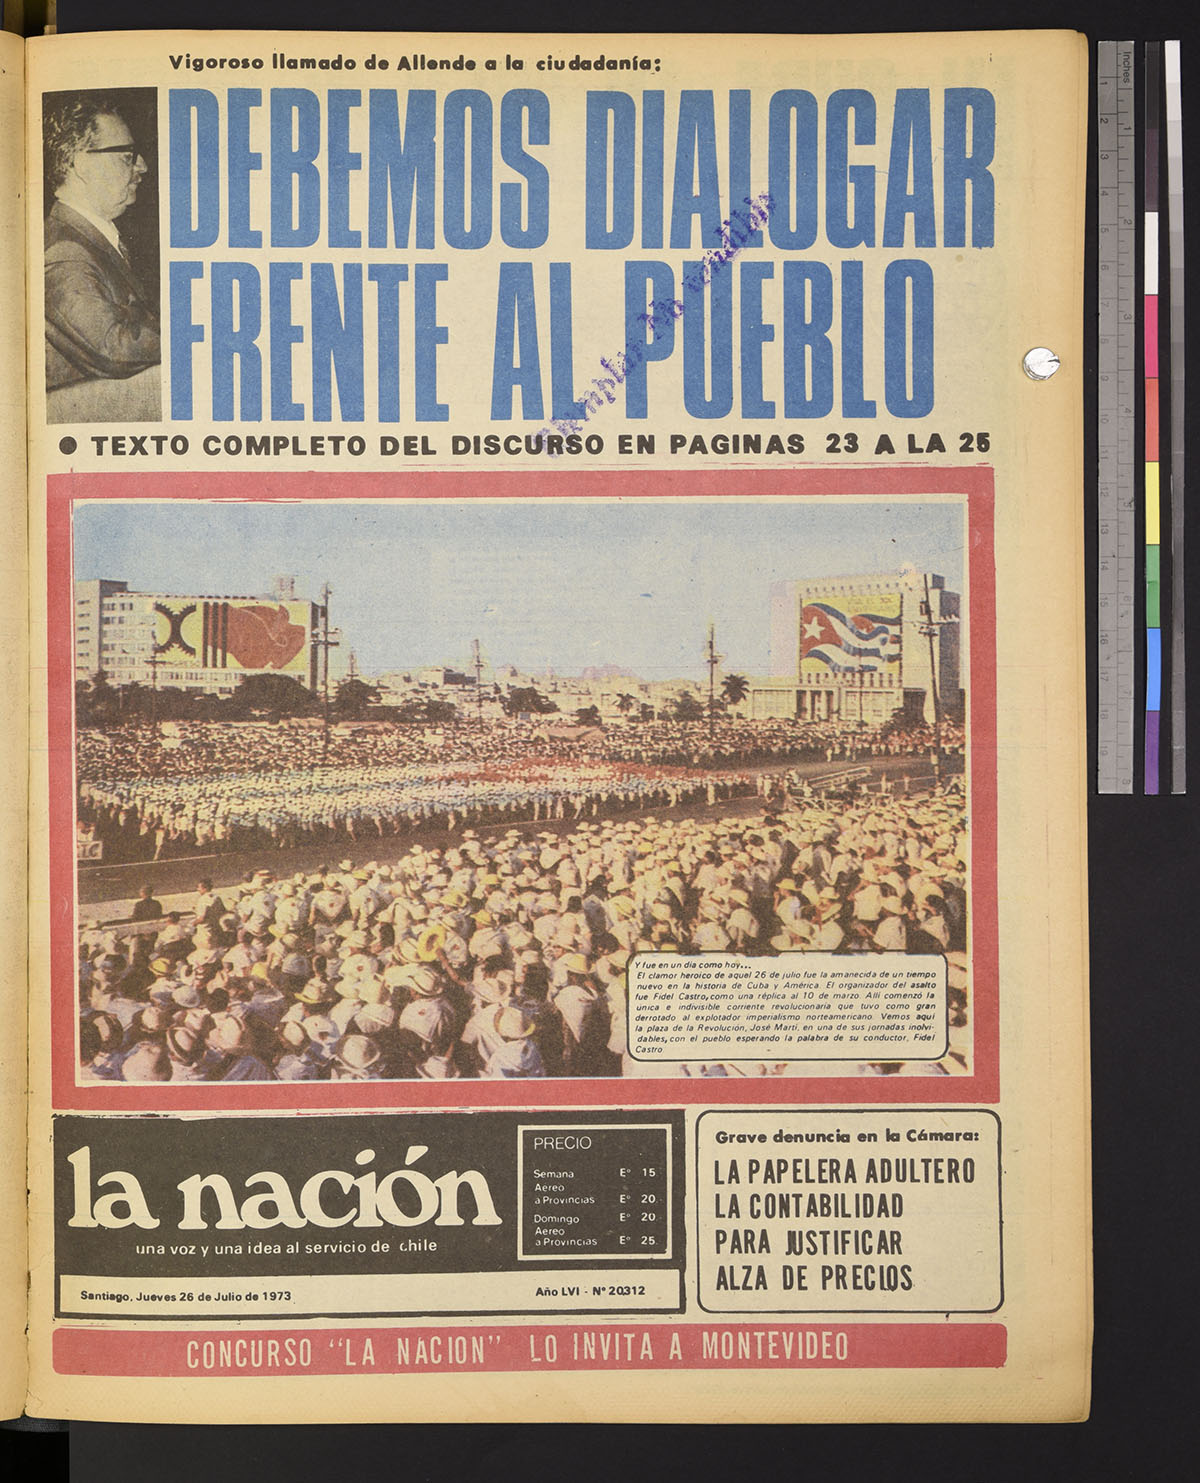 Vigoroso llamado de Allende a la ciudadanía:
DEBEMOS DIALOGAR
FRENTE AL PUEBLO
Ejemplar No vendible
● TEXTO COMPLETO DEL DISCURSO EN PAGINAS 23 A LA 25
Y fue en un día como hoy...
El clamor heroico de aquel 26 de julio fue la amanecida de un tiempo
nuevo en la historia de Cuba y América. El organizador del asalto
fue Fidel Castro, como una réplica al 10 de marzo. Allí comenzó la
única e indivisible corriente revolucionaria que tuvo como gran
derrotado al explotador imperialismo norteamericano. Vemos aquí
la plaza de la Revolución, José Martí, en una de sus jornadas inolvi-
dables, con el pueblo esperando la palabra de su conductor, Fidel
Castro
la nación
una voz y una idea al servicio de chile
PRECIO
Semana E° 15
Aereo
a Provincias E° 20
Domingo E° 20
Aereo
a Provincias E° 25
Santiago, Jueves 26 de Julio de 1973
Año LVI - N° 20312
Grave denuncia en la Cámara:
LA PAPELERA ADULTERO
LA CONTABILIDAD
PARA JUSTIFICAR
ALZA DE PRECIOS
CONCURSO "LA NACION" LO INVITA A MONTEVIDEO